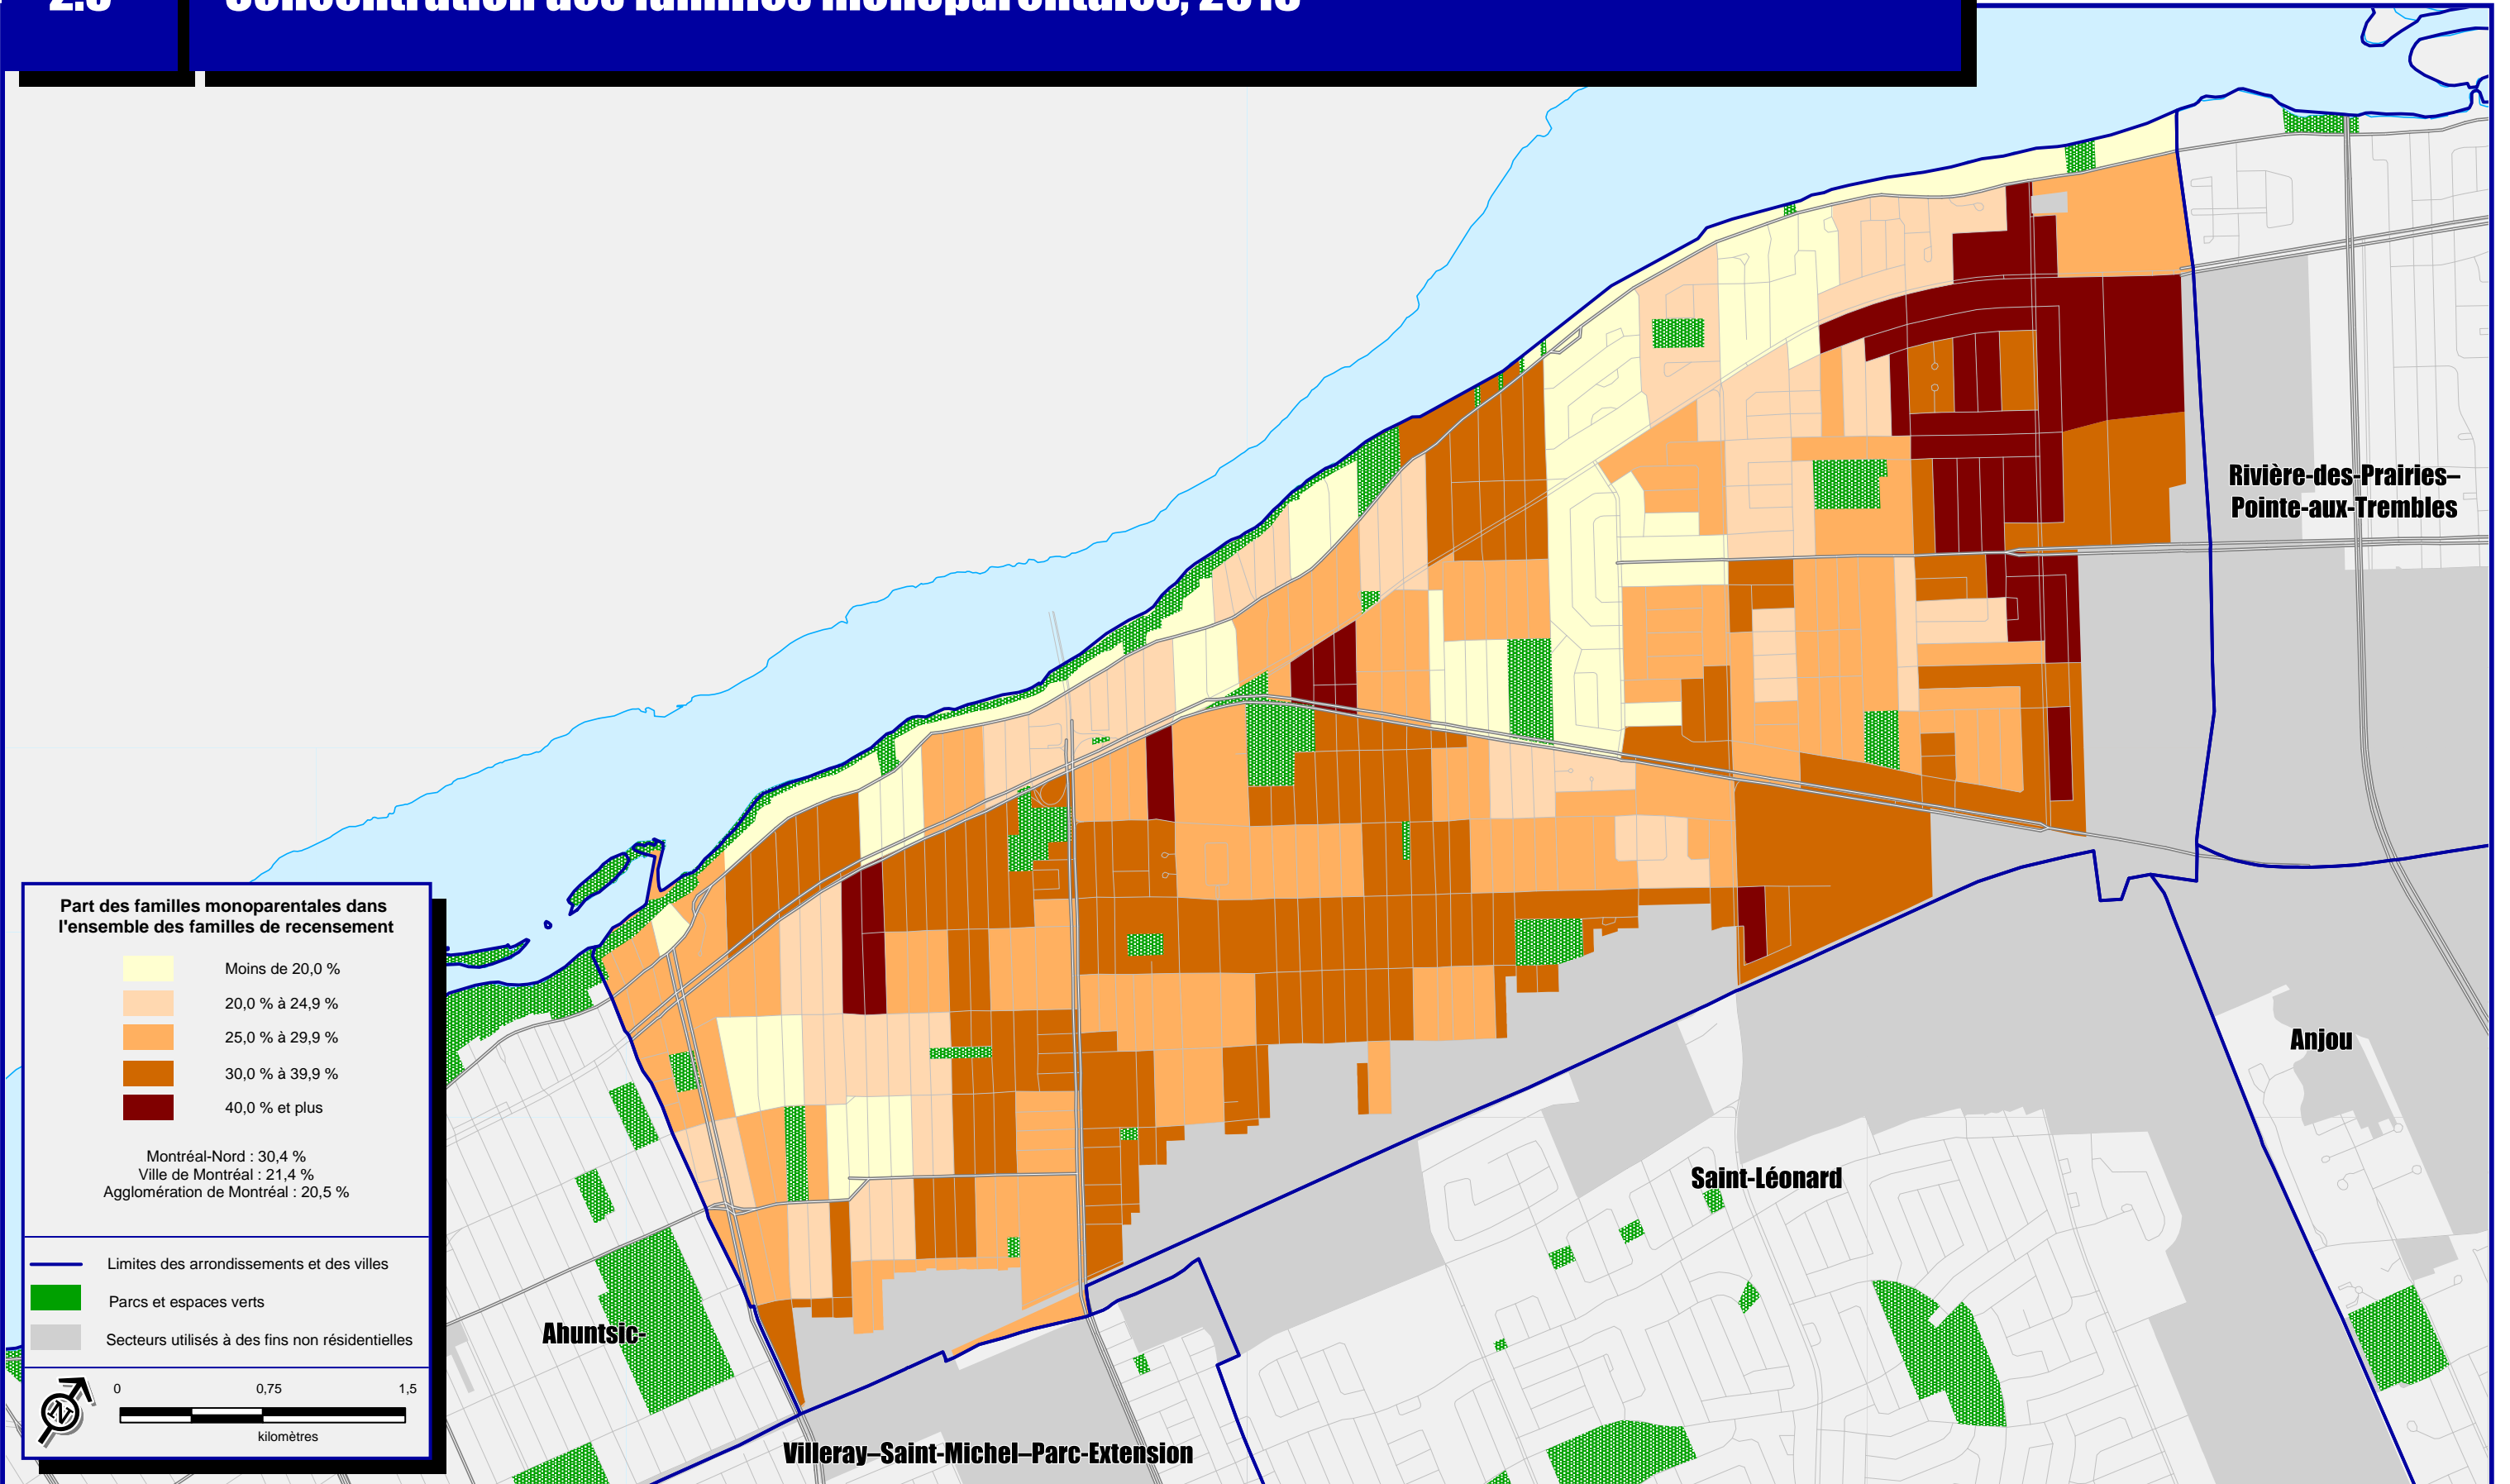 Concentration des familles monoparentales,
Rivière-des-Prairies–
Pointe-aux-Trembles
Part des familles monoparentales dans
l'ensemble des familles de recensement
Moins de 20,0 %
20,0 % à 24,9 %
25,0 % à 29,9 %
30,0 % à 39,9 %
40,0 % et plus
Montréal-Nord : 30,4 %
Ville de Montréal : 21,4 %
Agglomération de Montréal : 20,5 %
Limites des arrondissements et des villes
Parcs et espaces verts
Secteurs utilisés à des fins non résidentielles
N
0 0,75 1,5
kilomètres
Anjou
Saint-Léonard
Ahuntsic-
Villeray–Saint-Michel–Parc-Extension